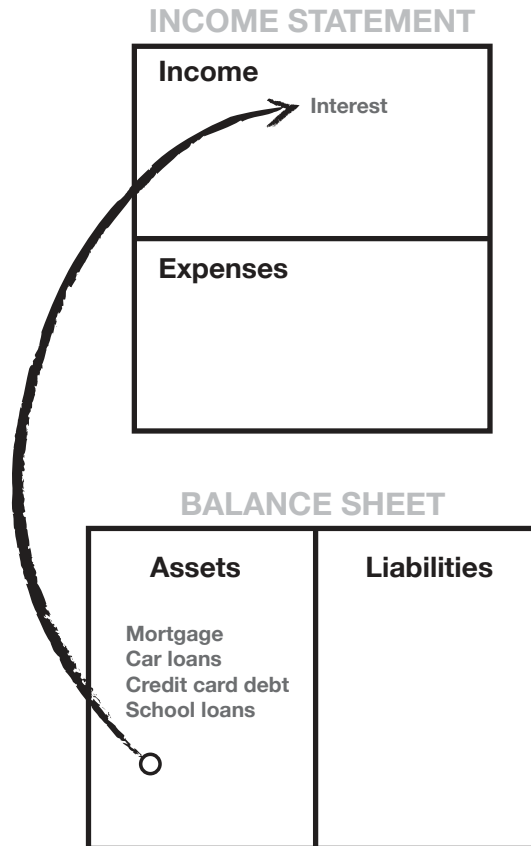 INCOME STATEMENT
Income
Interest
Expenses
BALANCE SHEET
Assets
Liabilities
Mortgage
Car loans
Credit card debt
School loans